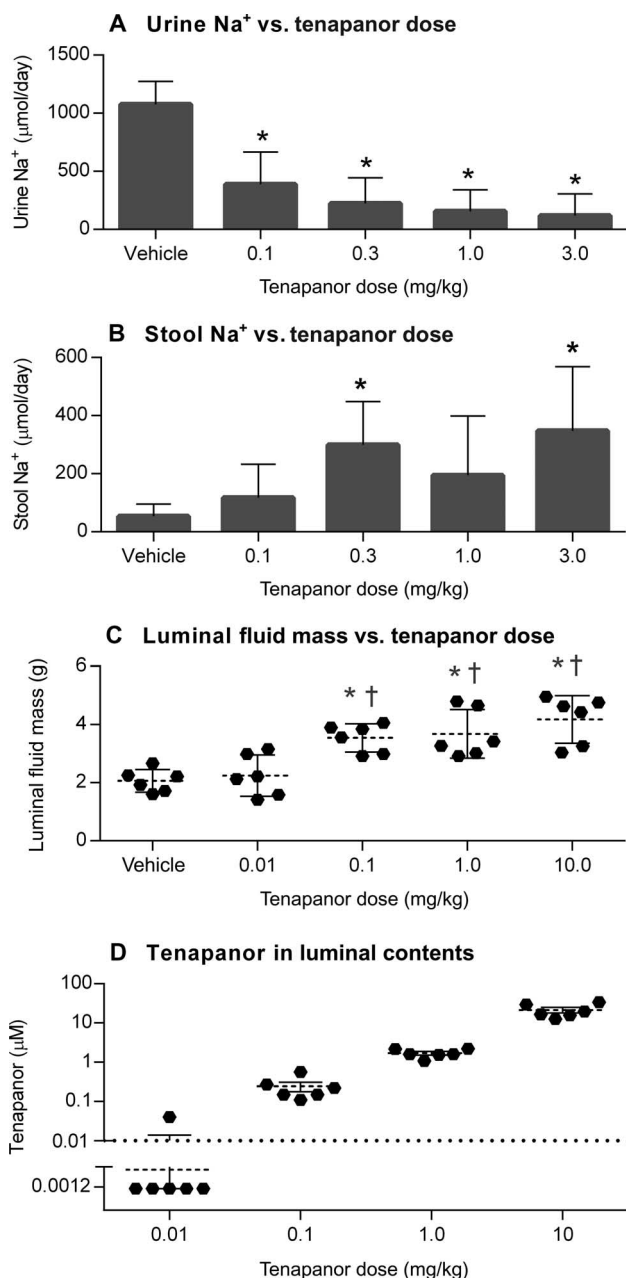 A Urine Na⁺ vs. tenapanor dose
Urine Na⁺ (μmol/day)
1500
1000
500
0
* * * *
Vehicle 0.1 0.3 1.0 3.0
Tenapanor dose (mg/kg)
B Stool Na⁺ vs. tenapanor dose
Stool Na⁺ (μmol/day)
600
400
200
0
* *
Vehicle 0.1 0.3 1.0 3.0
Tenapanor dose (mg/kg)
C Luminal fluid mass vs. tenapanor dose
Luminal fluid mass (g)
6
4
2
0
* † * † * †
Vehicle 0.01 0.1 1.0 10.0
Tenapanor dose (mg/kg)
D Tenapanor in luminal contents
Tenapanor (μM)
100
10
1
0.1
0.01
0.0012
0.01 0.1 1.0 10
Tenapanor dose (mg/kg)